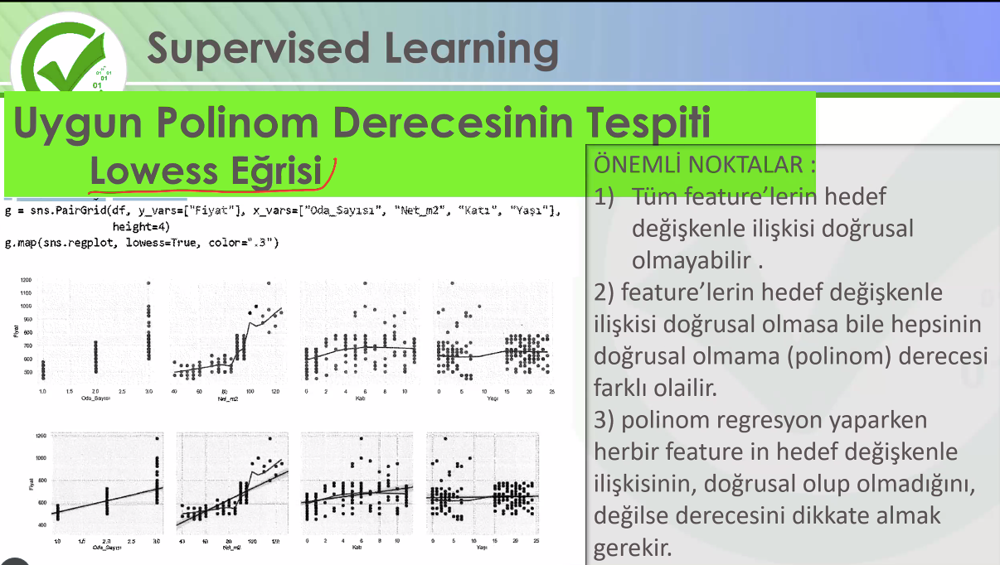 Supervised Learning
01 01
01
01
Uygun Polinom Derecesinin Tespiti
Lowess Eğrisi
g = sns.PairGrid(df, y_vars=["Fiyat"], x_vars=["Oda_Sayısı", "Net_m2", "Katı", "Yaşı"],
height=4)
g.map(sns.regplot, lowess=True, color=".3")
ÖNEMLİ NOKTALAR :
1) Tüm feature’lerin hedef
değişkenle ilişkisi doğrusal
olmayabilir .
2) feature’lerin hedef değişkenle
ilişkisi doğrusal olmasa bile hepsinin
doğrusal olmama (polinom) derecesi
farklı olailir.
3) polinom regresyon yaparken
herbir feature in hedef değişkenle
ilişkisinin, doğrusal olup olmadığını,
değilse derecesini dikkate almak
gerekir.
1200
1100
1000
900
800
700
600
500
Fiyat
1.0 1.5 2.0 2.5 3.0
Oda_Sayısı
40 60 80 100 120
Net_m2
0 2 4 6 8 10
Katı
0 5 10 15 20 25
Yaşı
1200
1000
800
600
400
Fiyat
1.0 1.5 2.0 2.5 3.0
Oda_Sayısı
40 60 80 100 120
Net_m2
0 2 4 6 8 10
Katı
0 5 10 15 20 25
Yaşı